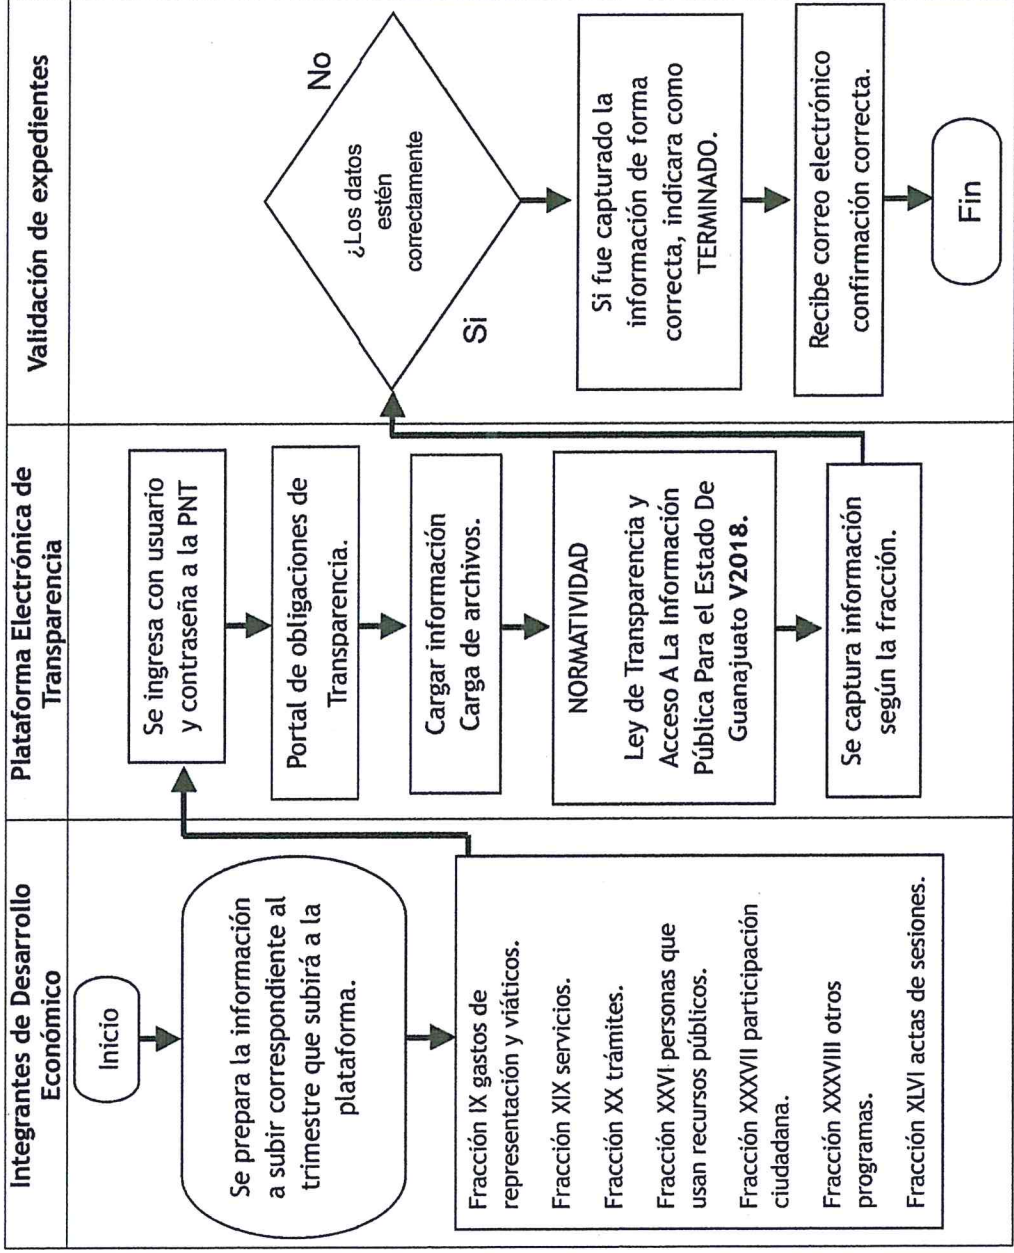 Integrantes de Desarrollo
Económico
Inicio
Se prepara la información
a subir correspondiente al
trimestre que subirá a la
plataforma.
Fracción IX gastos de
representación y viáticos.
Fracción XIX servicios.
Fracción XX trámites.
Fracción XXVI personas que
usan recursos públicos.
Fracción XXXVII participación
ciudadana.
Fracción XXXVIII otros
programas.
Fracción XLVI actas de sesiones.
Plataforma Electrónica de
Transparencia
Se ingresa con usuario
y contraseña a la PNT
Portal de obligaciones de
Transparencia.
Cargar información
Carga de archivos.
NORMATIVIDAD
Ley de Transparencia y
Acceso A La Información
Pública Para el Estado De
Guanajuato V2018.
Se captura información
según la fracción.
Validación de expedientes
¿Los datos
estén
correctamente
No
Si
Si fue capturado la
información de forma
correcta, indicara como
TERMINADO.
Recibe correo electrónico
confirmación correcta.
Fin